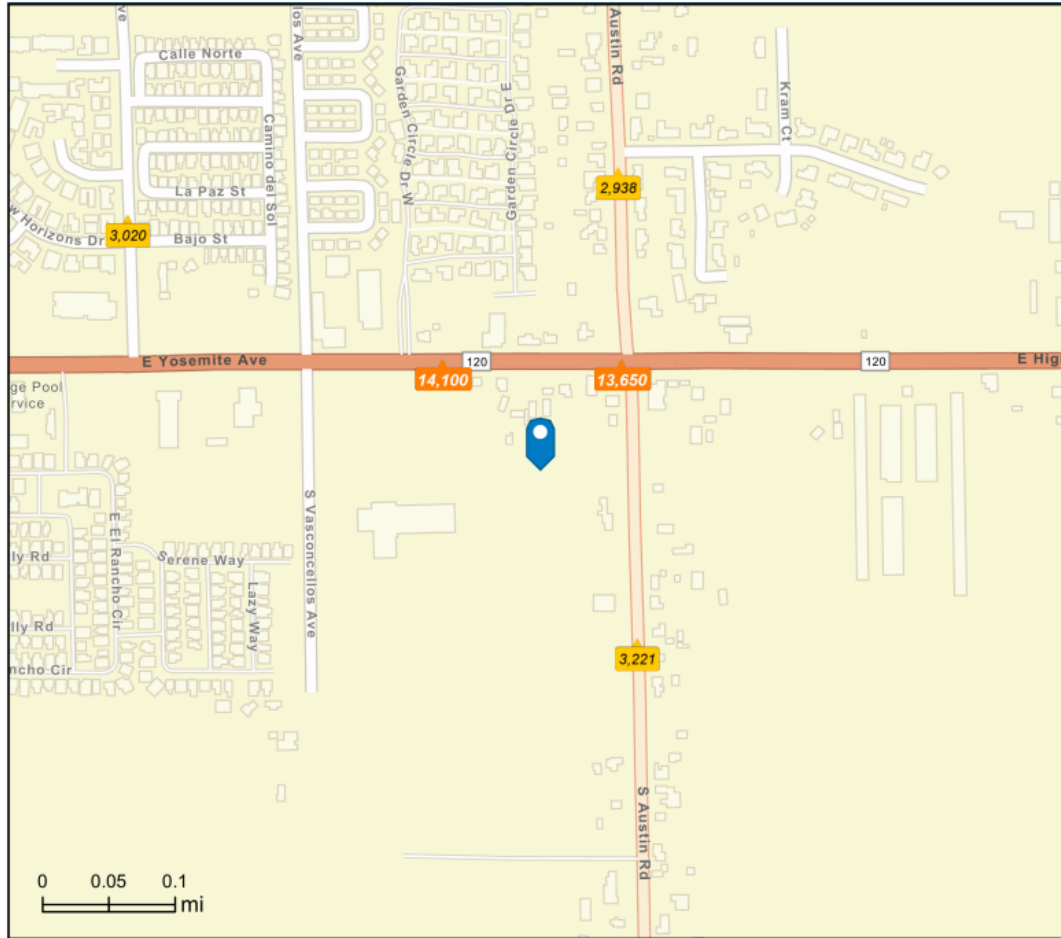 ve
los Ave
Austin Rd
Calle Norte
Camino del Sol
Garden Circle Dr W
Garden Circle Dr E
Kram Ct
La Paz St
2,938
w Horizons Dr
3,020
Bajo St
E Yosemite Ave
120
120
E Hig
14,100
13,650
ge Pool
rvice
S Vasconcellos Ave
E El Rancho Cir
lly Rd
Serene Way
Lazy Way
lly Rd
ncho Cir
3,221
S Austin Rd
0 0.05 0.1
mi